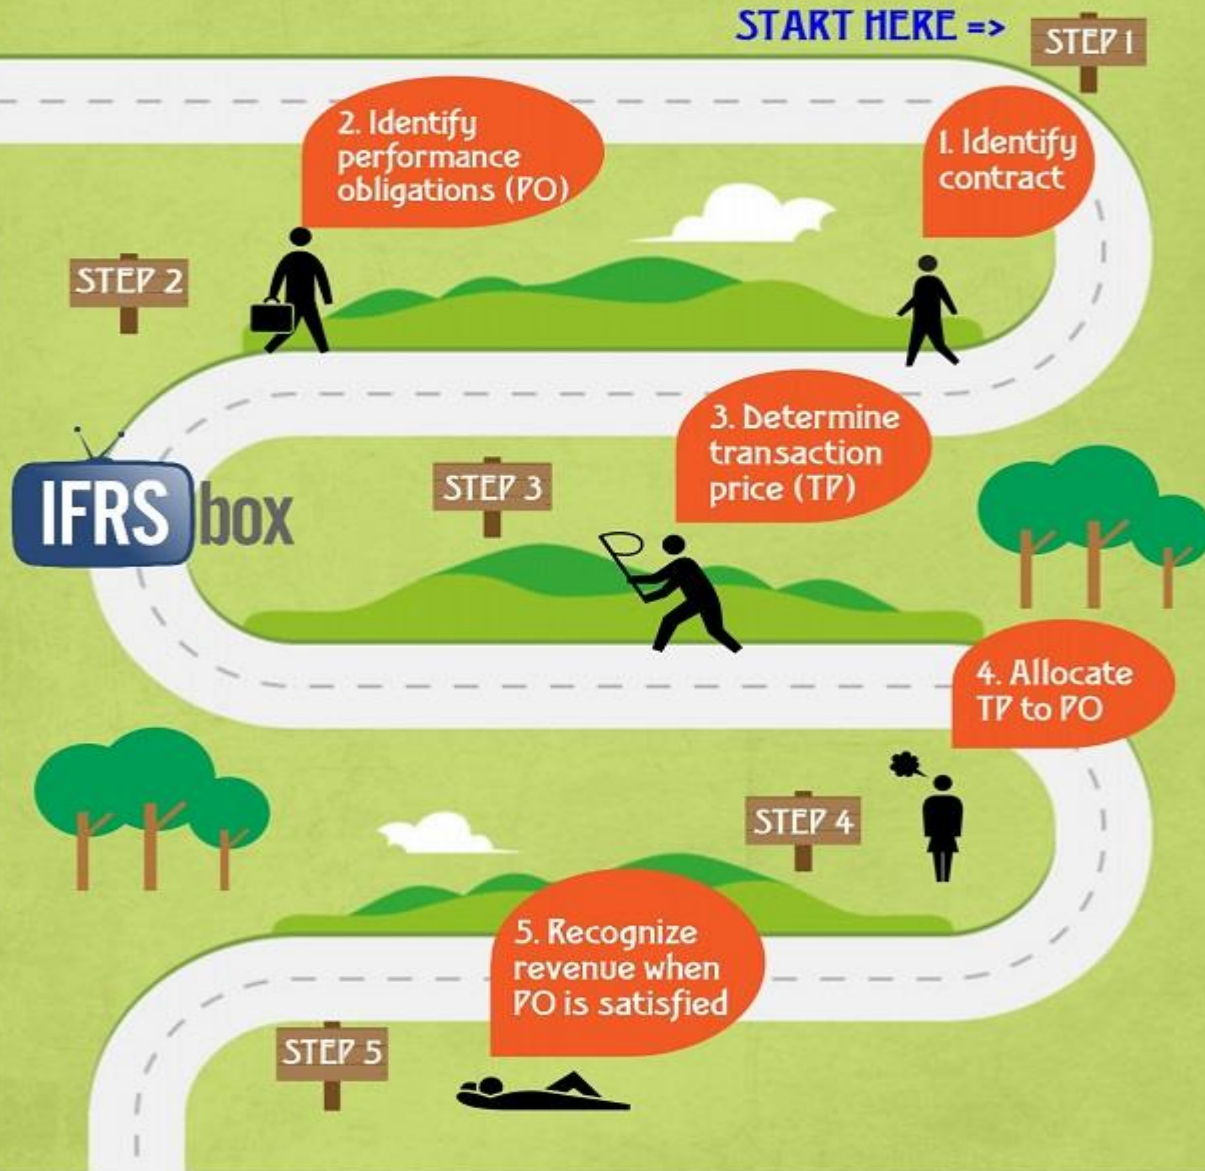 START HERE =>
STEP 1
1. Identify
contract
2. Identify
performance
obligations (PO)
STEP 2
3. Determine
transaction
price (TP)
STEP 3
IFRS box
4. Allocate
TP to PO
STEP 4
5. Recognize
revenue when
PO is satisfied
STEP 5